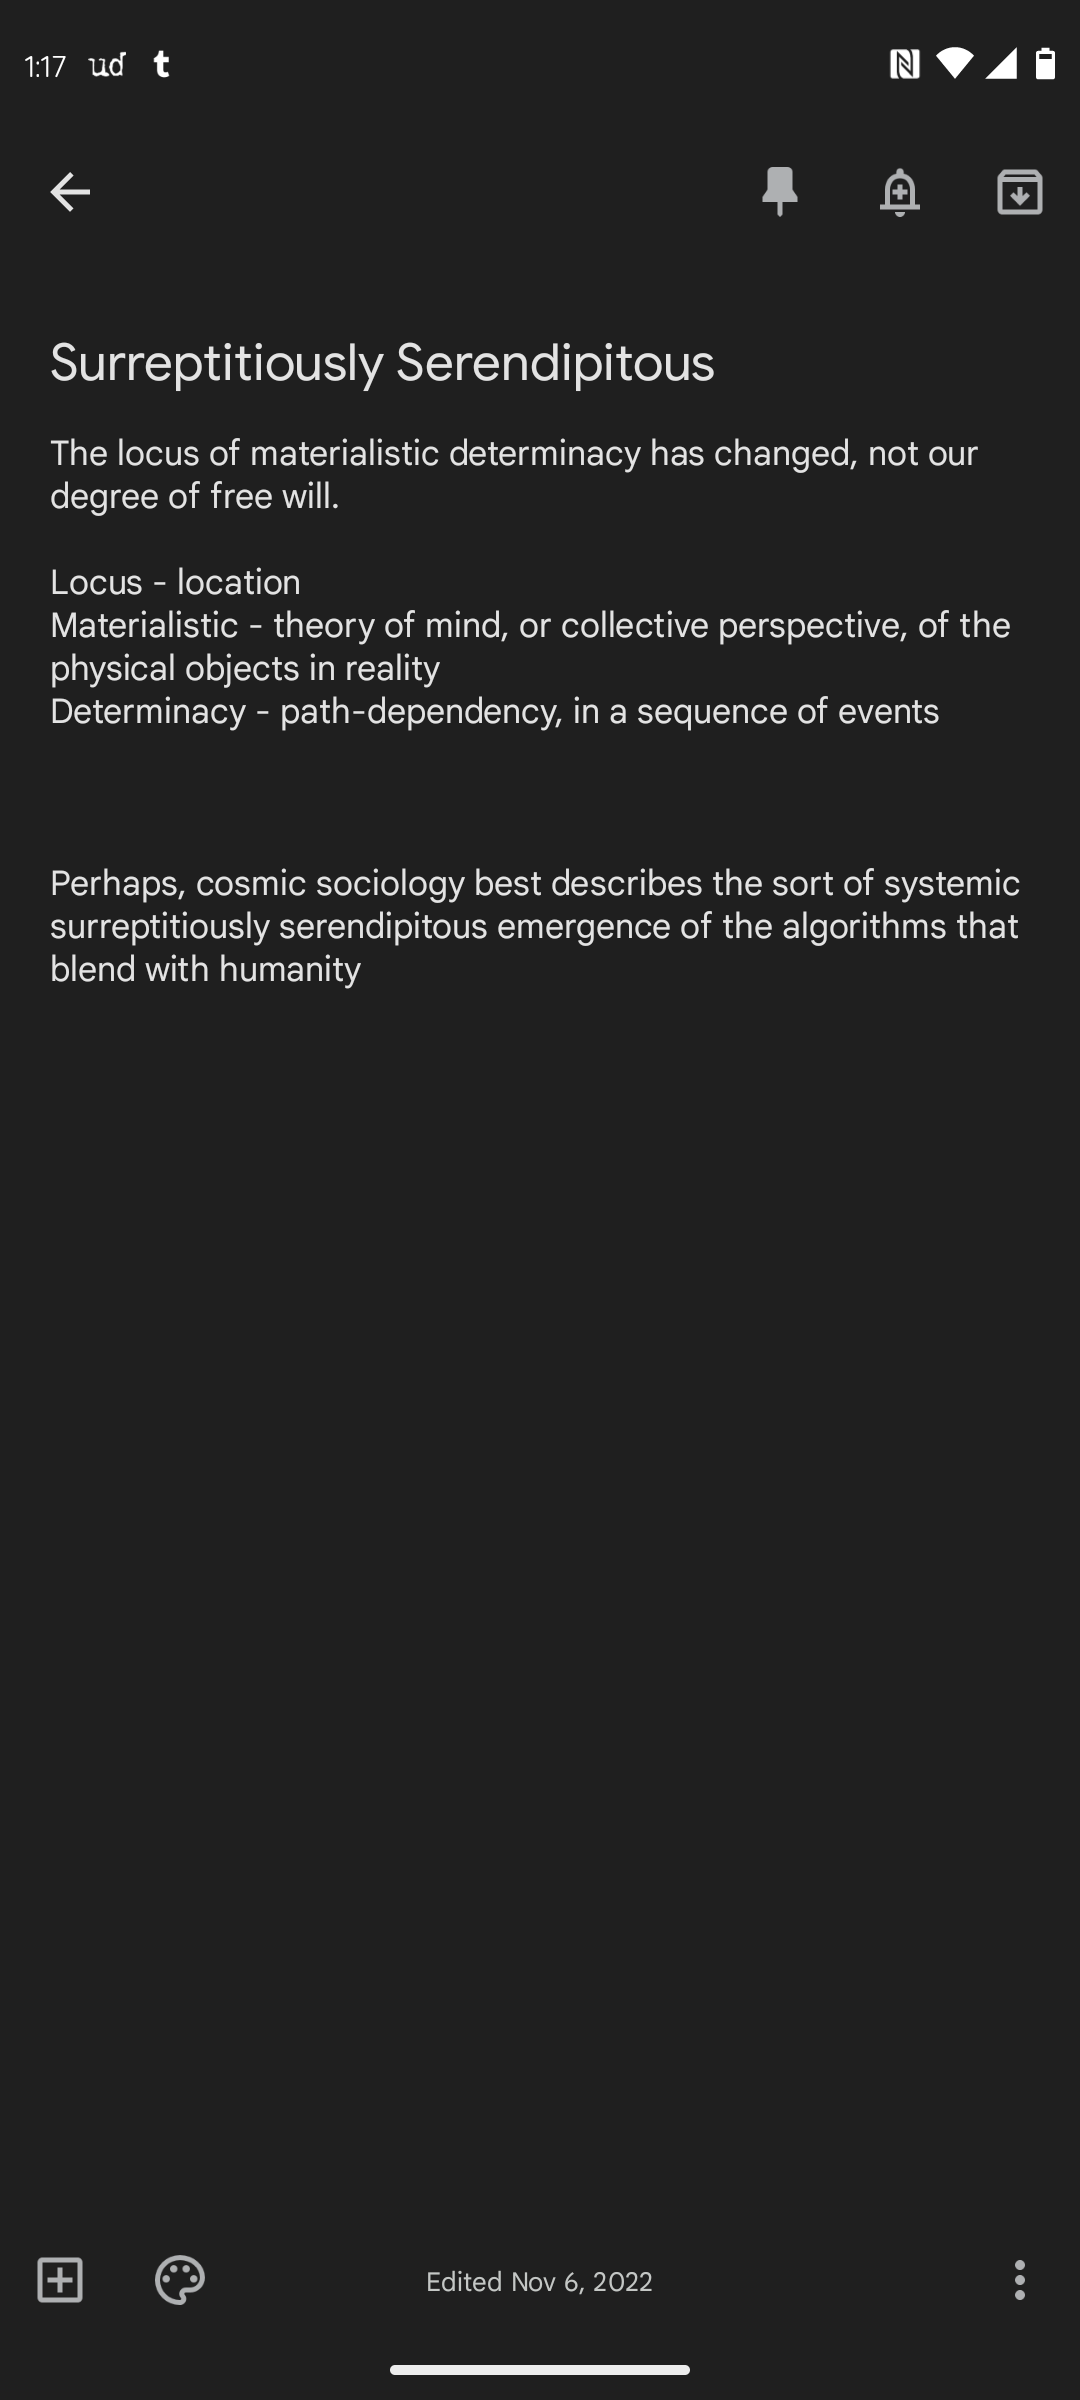 1:17 ud t
Surreptitiously Serendipitous
The locus of materialistic determinacy has changed, not our
degree of free will.
Locus - location
Materialistic - theory of mind, or collective perspective, of the
physical objects in reality
Determinacy - path-dependency, in a sequence of events
Perhaps, cosmic sociology best describes the sort of systemic
surreptitiously serendipitous emergence of the algorithms that
blend with humanity
Edited Nov 6, 2022